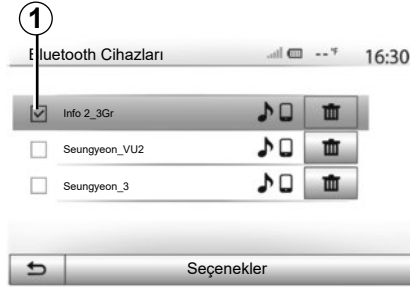 1
Bluetooth Cihazları --°F 16:30
Info 2_3Gr
Seungyeon_VU2
Seungyeon_3
Seçenekler